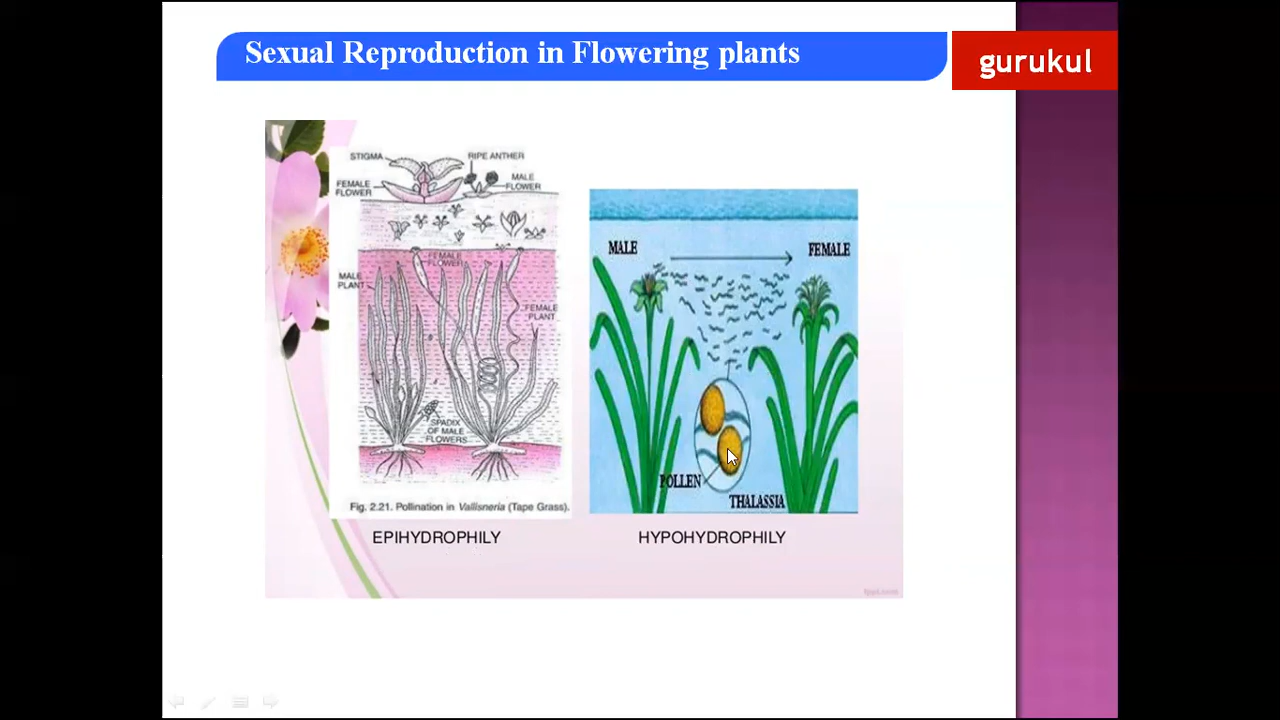 Sexual Reproduction in Flowering plants
gurukul
STIGMA
RIPE ANTHER
FEMALE
FLOWER
MALE
FLOWER
FEMALE
FLOWER
MALE
PLANT
FEMALE
PLANT
SPADIX
OF MALE
FLOWERS
Fig. 2.21. Pollination in Vallisneria (Tape Grass).
EPIHYDROPHILY
MALE
FEMALE
POLLEN
THALASSIA
HYPOHYDROPHILY